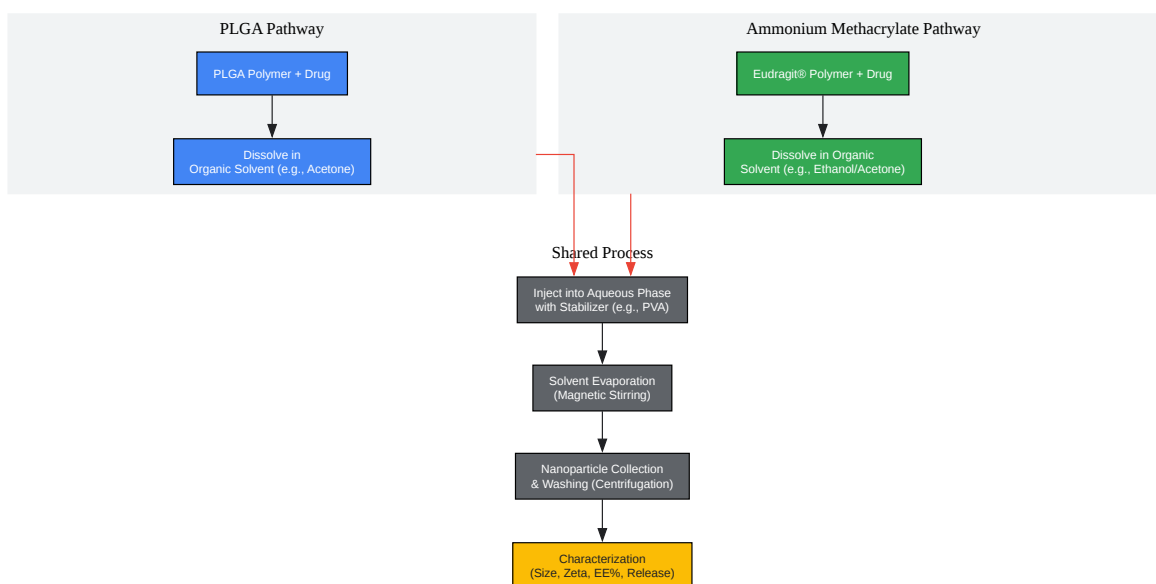 PLGA Pathway
PLGA Polymer + Drug
Dissolve in
Organic Solvent (e.g., Acetone)
Ammonium Methacrylate Pathway
Eudragit® Polymer + Drug
Dissolve in Organic
Solvent (e.g., Ethanol/Acetone)
Shared Process
Inject into Aqueous Phase
with Stabilizer (e.g., PVA)
Solvent Evaporation
(Magnetic Stirring)
Nanoparticle Collection
& Washing (Centrifugation)
Characterization
(Size, Zeta, EE%, Release)